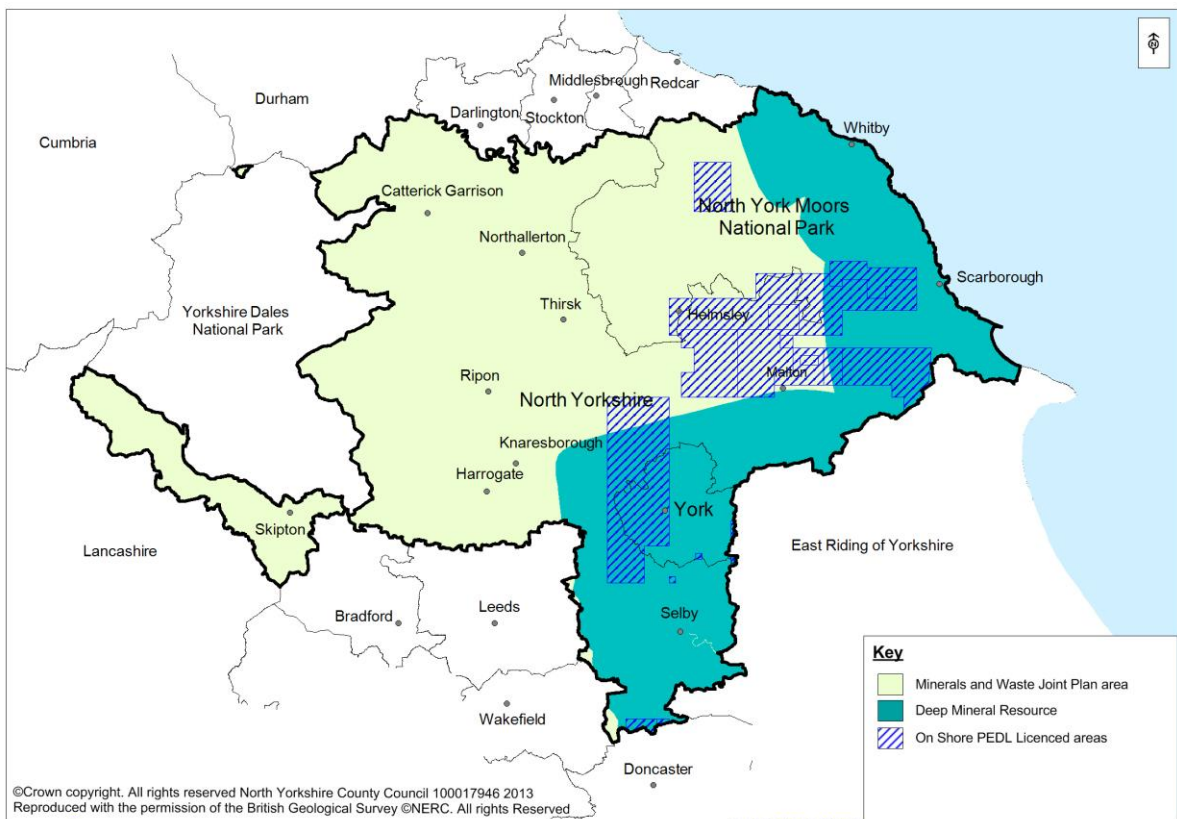 N
Middlesbrough
Redcar
Durham
Darlington
Stockton
Cumbria
Whitby
Catterick Garrison
North York Moors
National Park
Northallerton
Scarborough
Yorkshire Dales
National Park
Thirsk
Helmsley
Malton
Ripon
North Yorkshire
Knaresborough
Harrogate
York
Skipton
Lancashire
East Riding of Yorkshire
Bradford
Leeds
Selby
Wakefield
Doncaster
Key
Minerals and Waste Joint Plan area
Deep Mineral Resource
On Shore PEDL Licenced areas
©Crown copyright. All rights reserved North Yorkshire County Council 100017946 2013
Reproduced with the permission of the British Geological Survey ©NERC. All rights Reserved